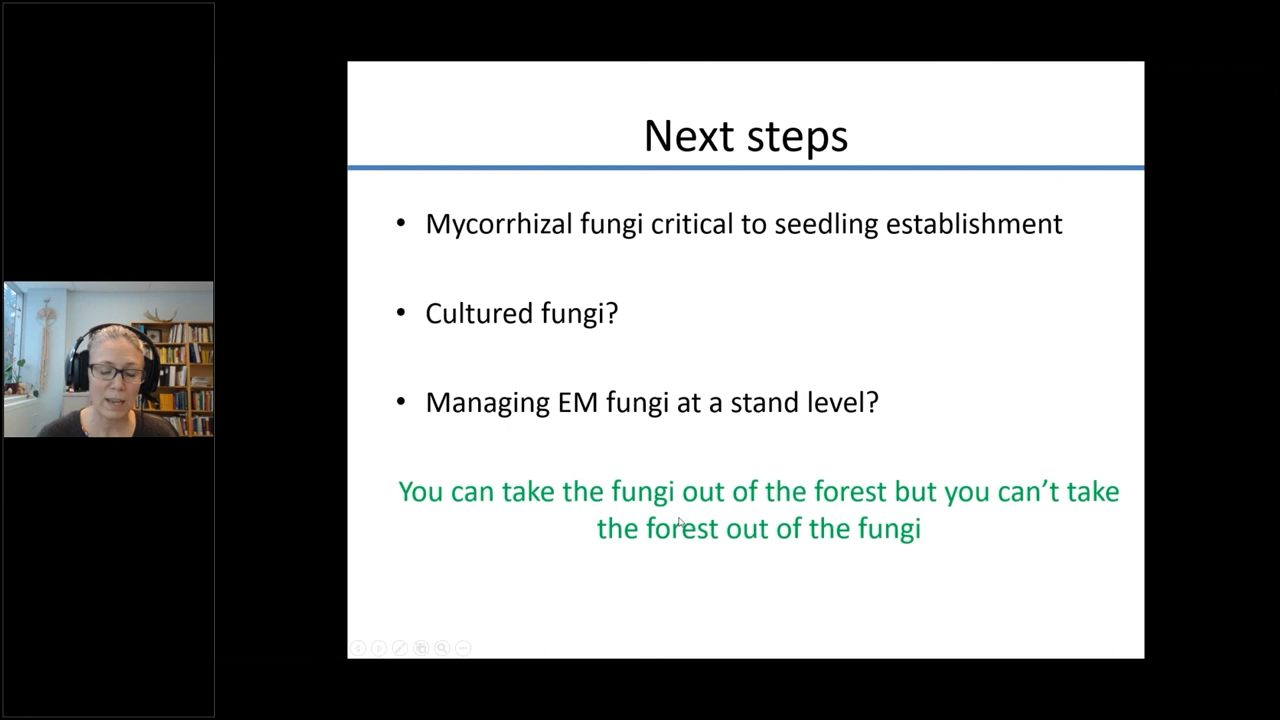 Next steps
• Mycorrhizal fungi critical to seedling establishment
• Cultured fungi?
• Managing EM fungi at a stand level?
You can take the fungi out of the forest but you can’t take
the forest out of the fungi